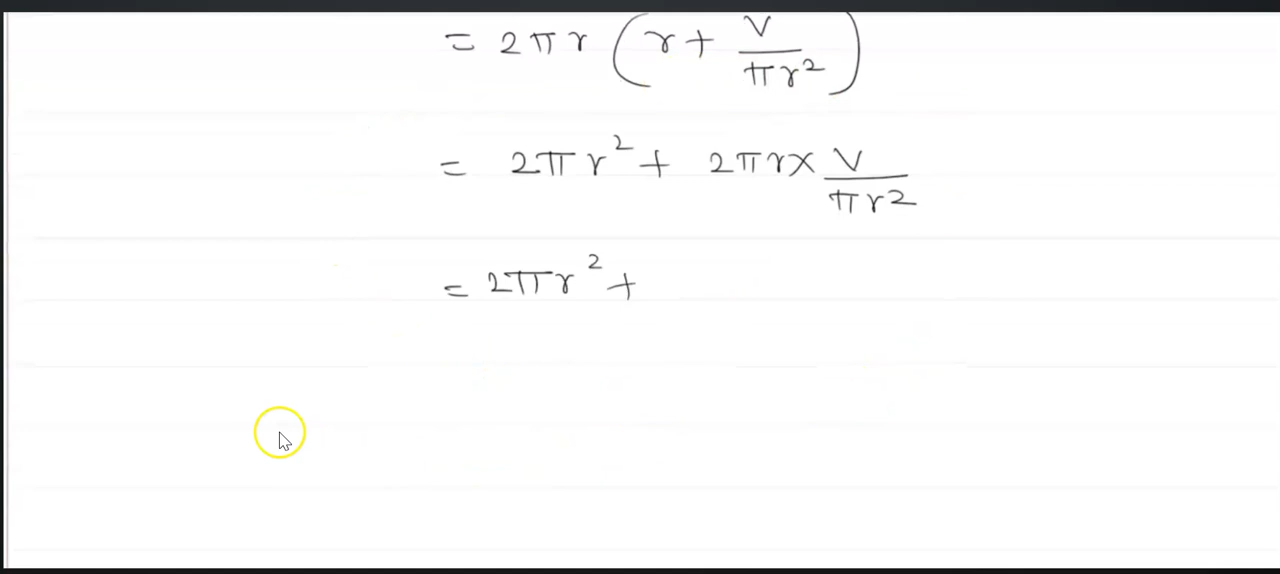 = 2πr (r + V/πr²)
= 2πr² + 2πr × V/πr²
= 2πr² +